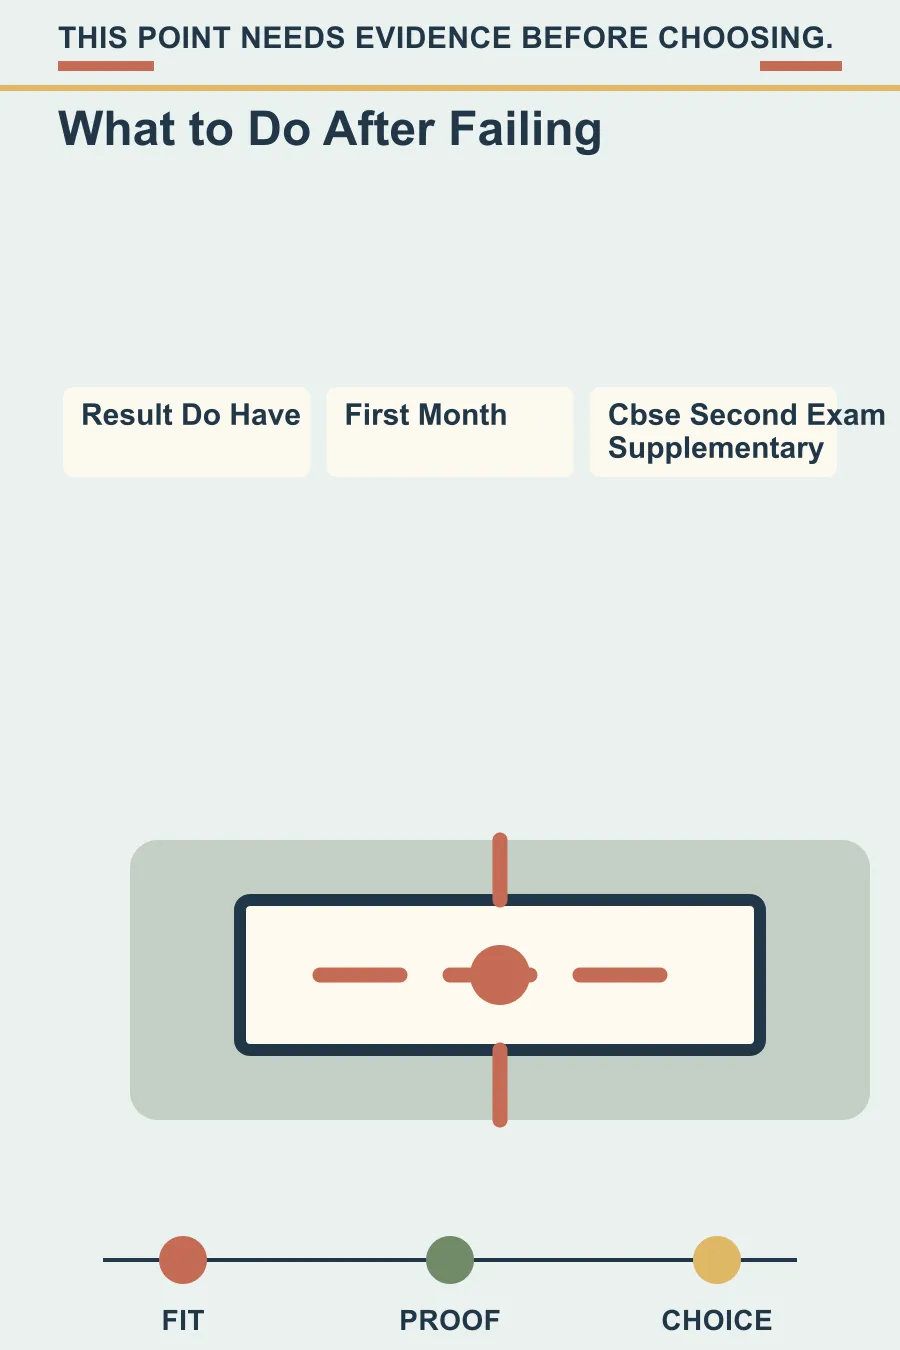 THIS POINT NEEDS EVIDENCE BEFORE CHOOSING.
What to Do After Failing
Result Do Have
First Month
Cbse Second Exam
Supplementary
FIT
PROOF
CHOICE